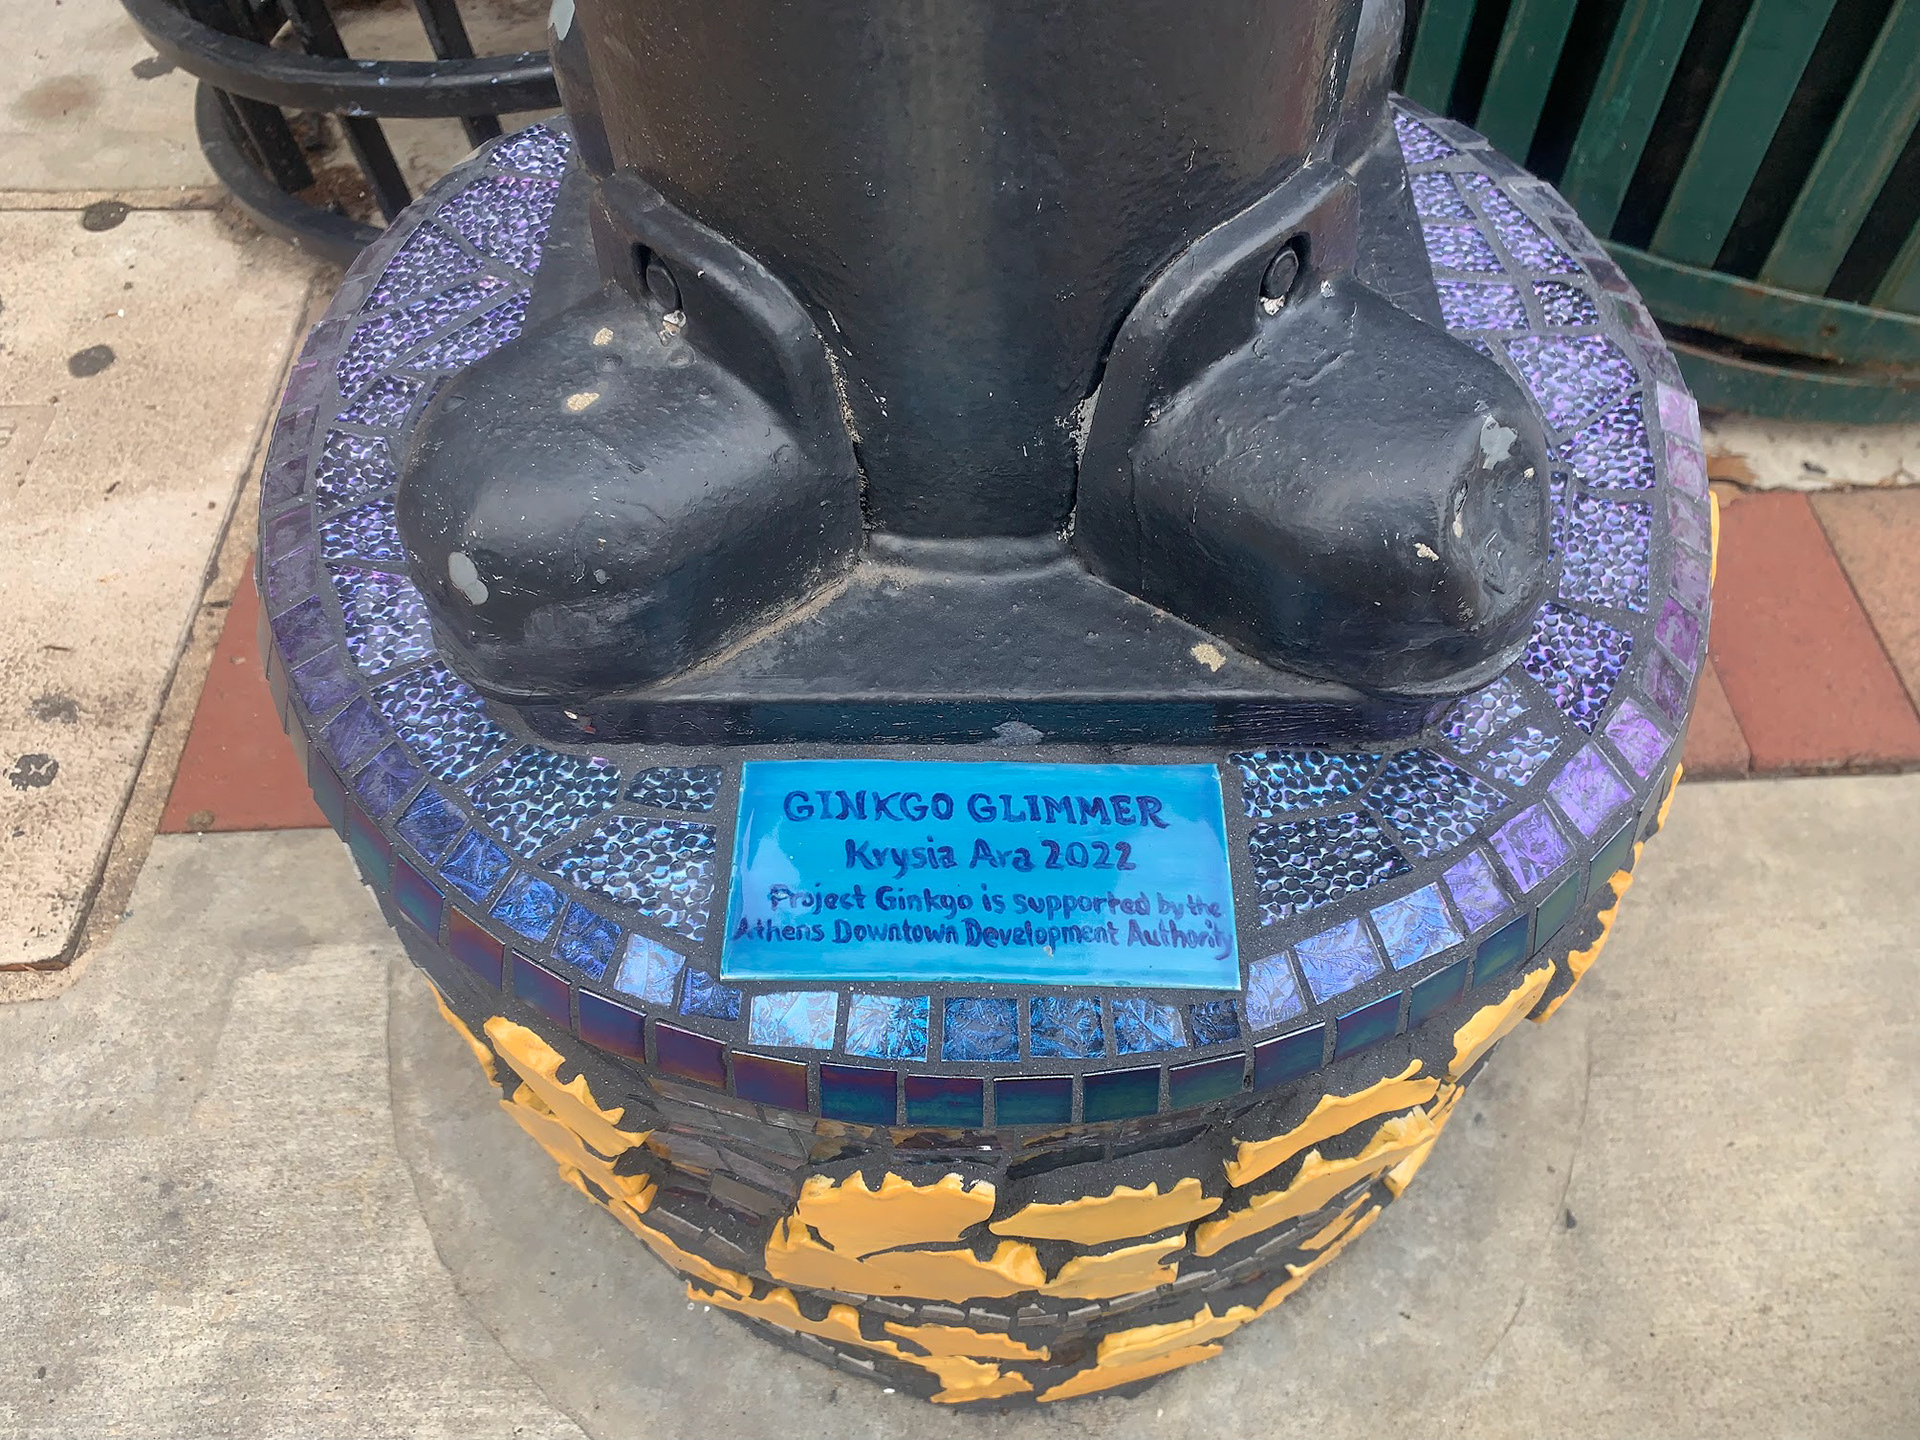 GINKGO GLIMMER
Krysia Ara 2022
Project Ginkgo is supported by the
Athens Downtown Development Authority